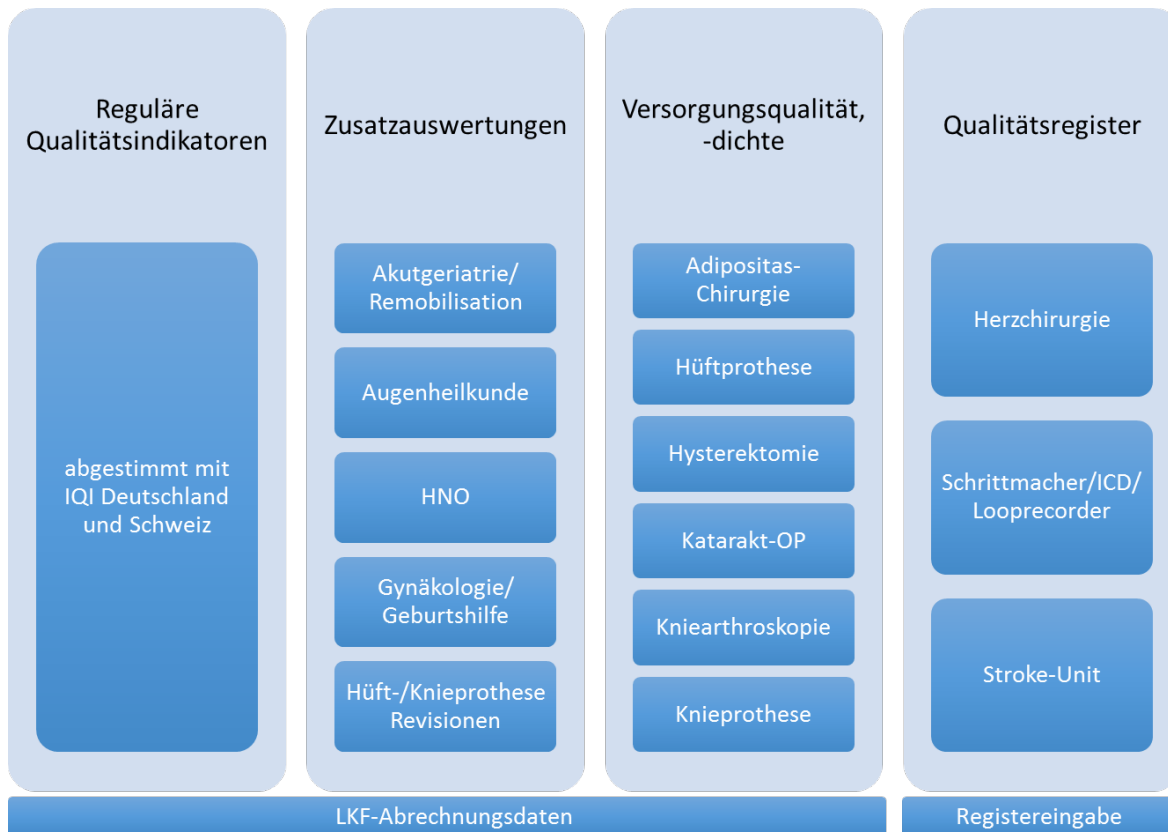 Reguläre
Qualitätsindikatoren
abgestimmt mit
IQI Deutschland
und Schweiz
Zusatzauswertungen
Akutgeriatrie/
Remobilisation
Augenheilkunde
HNO
Gynäkologie/
Geburtshilfe
Hüft-/Knieprothese
Revisionen
Versorgungsqualität,
-dichte
Adipositas-
Chirurgie
Hüftprothese
Hysterektomie
Katarakt-OP
Kniearthroskopie
Knieprothese
Qualitätsregister
Herzchirurgie
Schrittmacher/ICD/
Looprecorder
Stroke-Unit
LKF-Abrechnungsdaten
Registereingabe